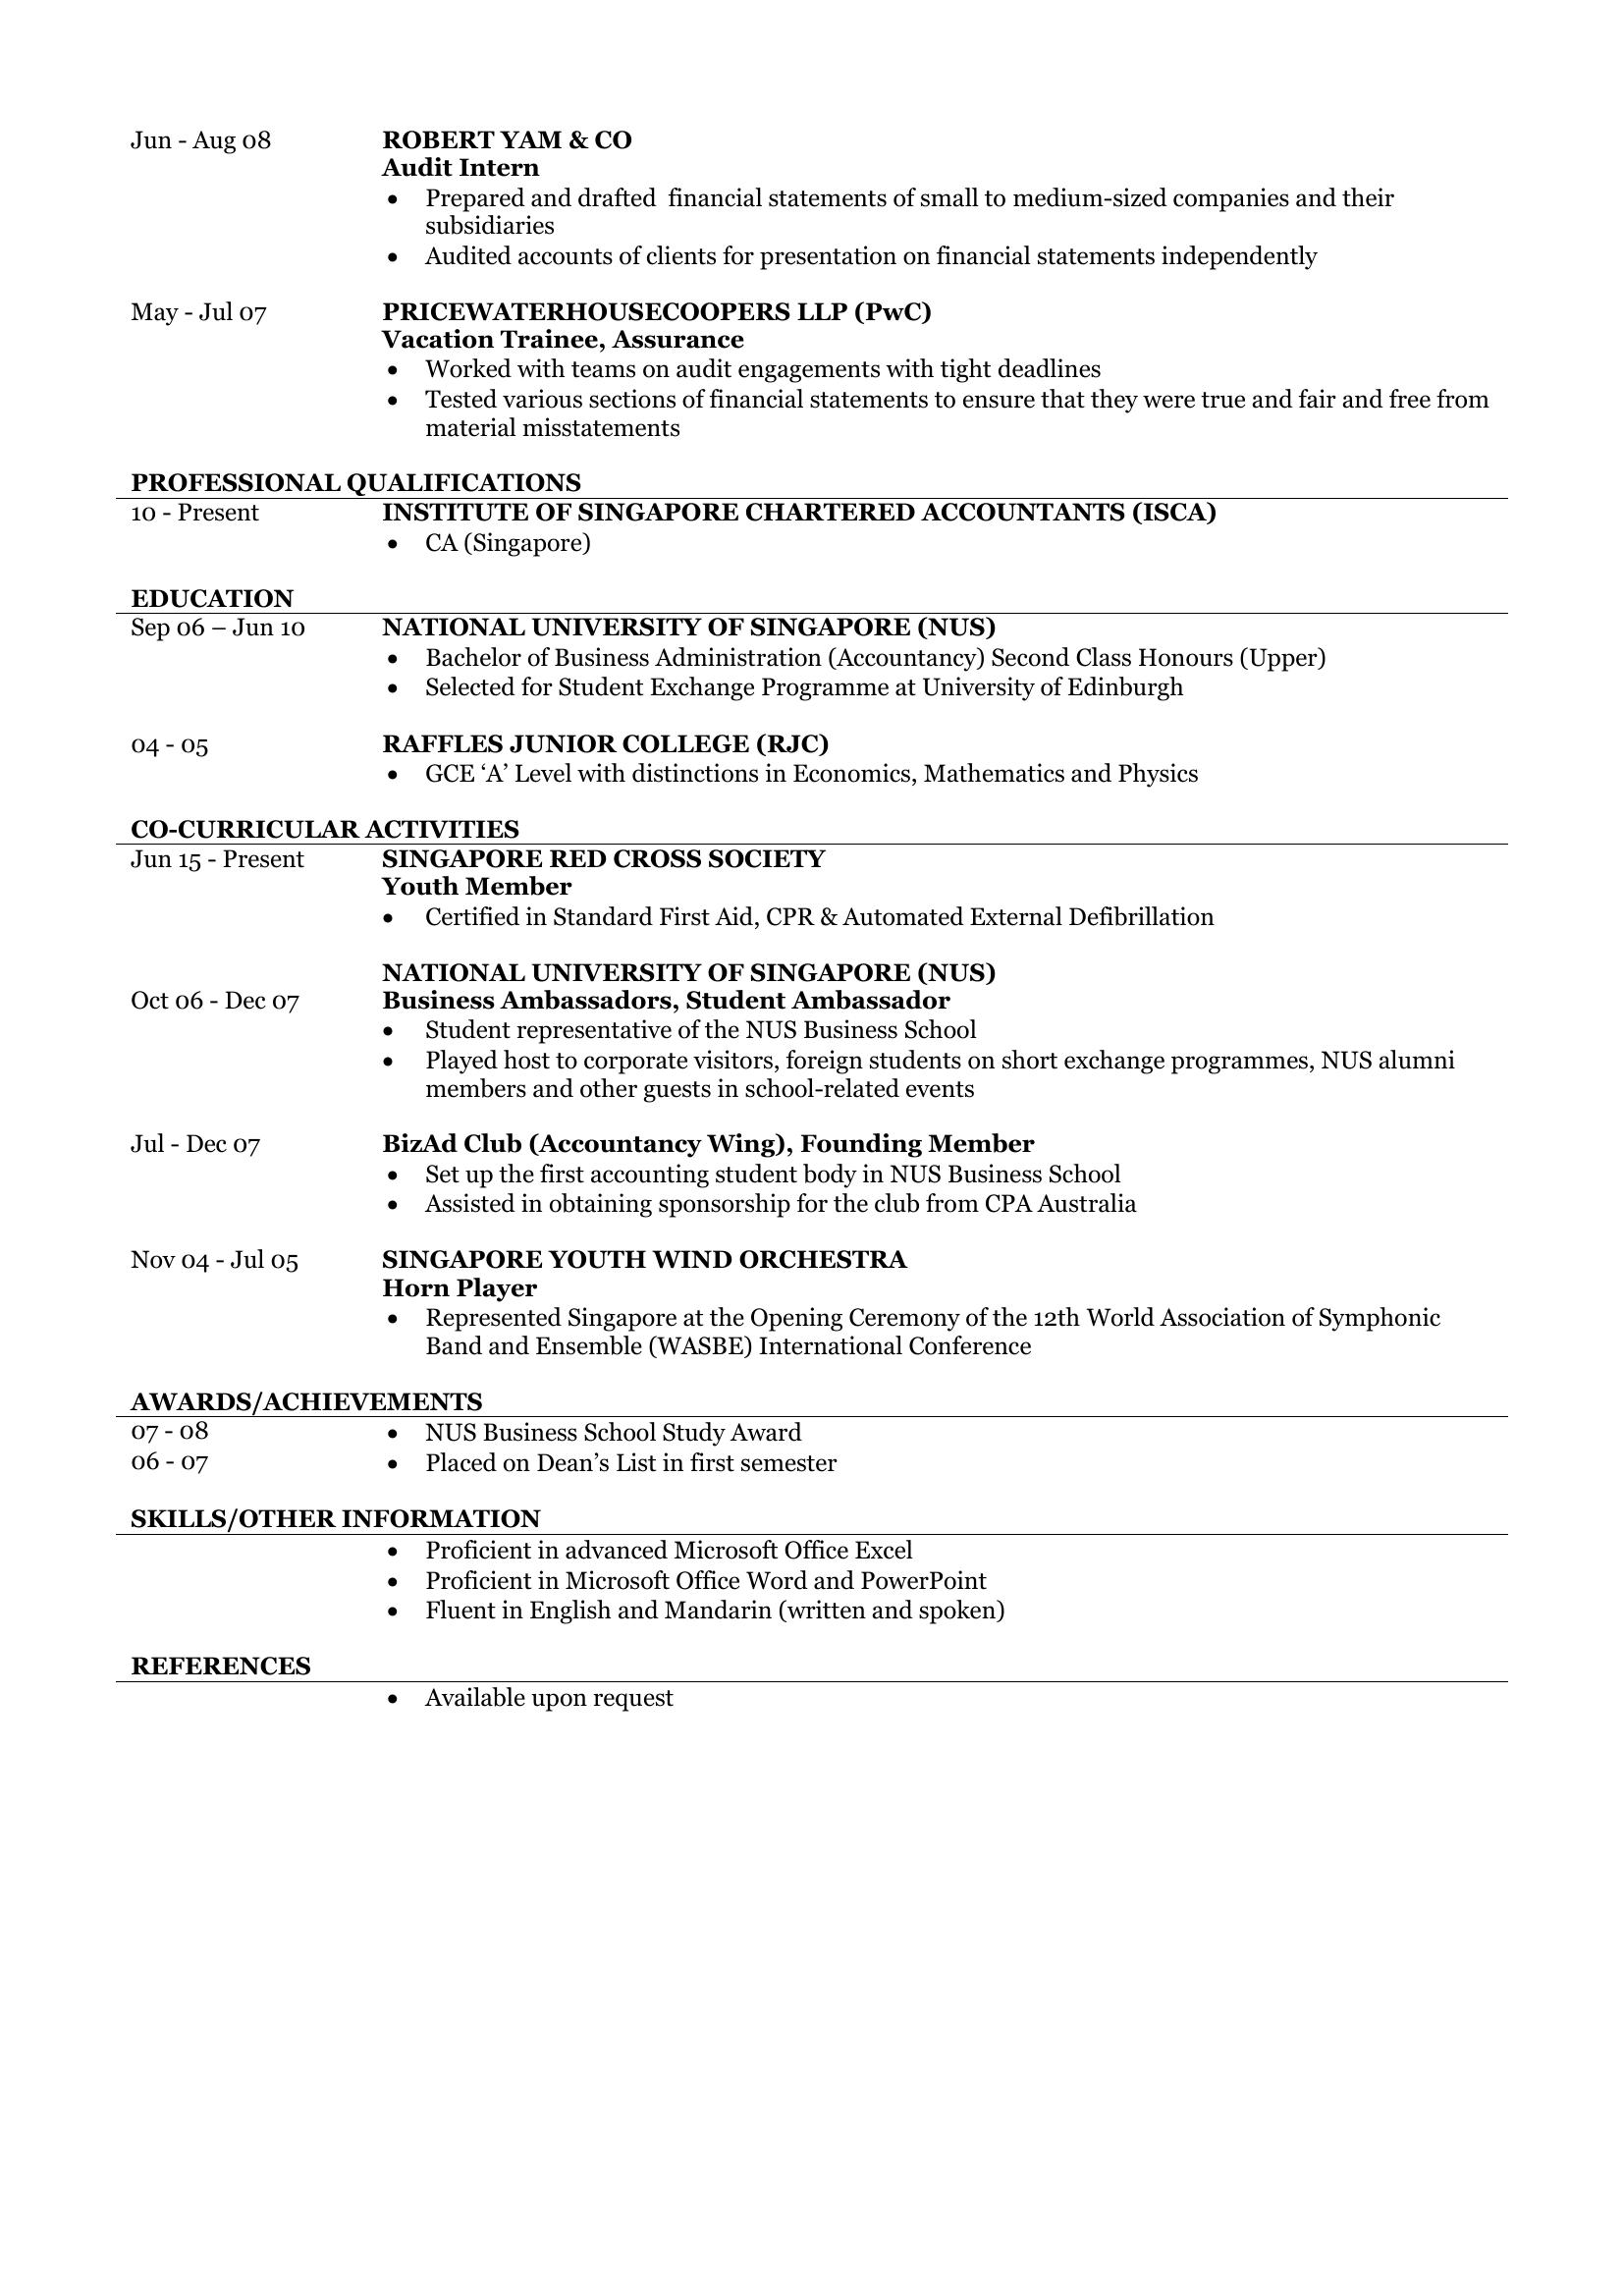 Jun - Aug 08 ROBERT YAM & CO
Audit Intern
• Prepared and drafted  financial statements of small to medium-sized companies and their
subsidiaries
• Audited accounts of clients for presentation on financial statements independently
May - Jul 07 PRICEWATERHOUSECOOPERS LLP (PwC)
Vacation Trainee, Assurance
• Worked with teams on audit engagements with tight deadlines
• Tested various sections of financial statements to ensure that they were true and fair and free from
material misstatements
PROFESSIONAL QUALIFICATIONS
10 - Present INSTITUTE OF SINGAPORE CHARTERED ACCOUNTANTS (ISCA)
• CA (Singapore)
EDUCATION
Sep 06 – Jun 10 NATIONAL UNIVERSITY OF SINGAPORE (NUS)
• Bachelor of Business Administration (Accountancy) Second Class Honours (Upper)
• Selected for Student Exchange Programme at University of Edinburgh
04 - 05 RAFFLES JUNIOR COLLEGE (RJC)
• GCE ‘A’ Level with distinctions in Economics, Mathematics and Physics
CO-CURRICULAR ACTIVITIES
Jun 15 - Present SINGAPORE RED CROSS SOCIETY
Youth Member
• Certified in Standard First Aid, CPR & Automated External Defibrillation
NATIONAL UNIVERSITY OF SINGAPORE (NUS)
Oct 06 - Dec 07 Business Ambassadors, Student Ambassador
• Student representative of the NUS Business School
• Played host to corporate visitors, foreign students on short exchange programmes, NUS alumni
members and other guests in school-related events
Jul - Dec 07 BizAd Club (Accountancy Wing), Founding Member
• Set up the first accounting student body in NUS Business School
• Assisted in obtaining sponsorship for the club from CPA Australia
Nov 04 - Jul 05 SINGAPORE YOUTH WIND ORCHESTRA
Horn Player
• Represented Singapore at the Opening Ceremony of the 12th World Association of Symphonic
Band and Ensemble (WASBE) International Conference
AWARDS/ACHIEVEMENTS
07 - 08 • NUS Business School Study Award
06 - 07 • Placed on Dean’s List in first semester
SKILLS/OTHER INFORMATION
• Proficient in advanced Microsoft Office Excel
• Proficient in Microsoft Office Word and PowerPoint
• Fluent in English and Mandarin (written and spoken)
REFERENCES
• Available upon request